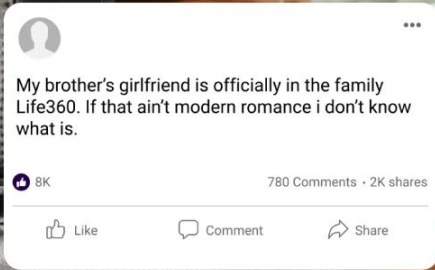 My brother's girlfriend is officially in the family
Life360. If that ain't modern romance i don't know
what is.
8K
780 Comments · 2K shares
Like
Comment
Share